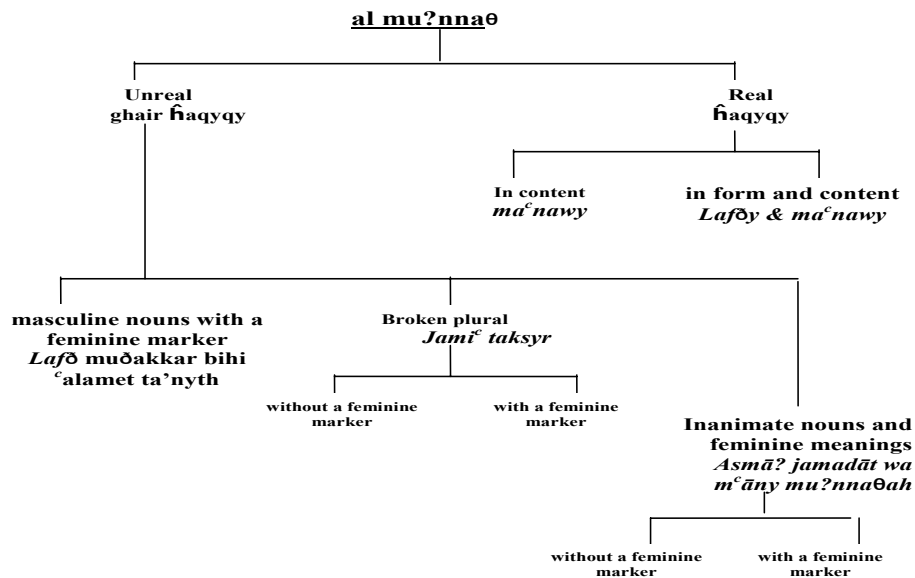 al mu?nnaɵ
Unreal
ghair ĥaqyqy
Real
ĥaqyqy
In content
maᶜnawy
in form and content
Lafðy & maᶜnawy
masculine nouns with a
feminine marker
Lafð muðakkar bihi
ᶜalamet ta’nyth
Broken plural
Jamiᶜ taksyr
without a feminine
marker
with a feminine
marker
Inanimate nouns and
feminine meanings
Asmā? jamadāt wa
mᶜāny mu?nnaɵah
without a feminine
marker
with a feminine
marker